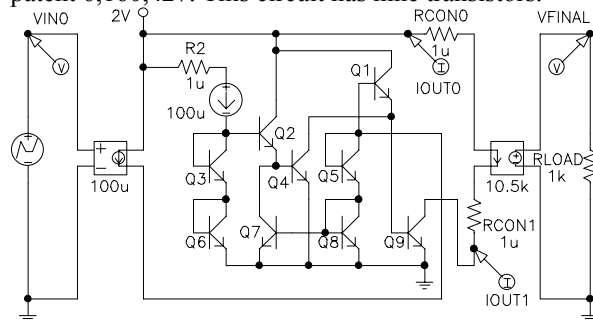 patent 6,160,427. This circuit has nine transistors.
VIN0
2V
RCON0
VFINAL
V
R2
1u
Q1
1u
I
V
IOUT0
100u
Q2
Q3
Q4
Q5
RLOAD
1k
100u
10.5k
Q6
Q7
Q8
Q9
RCON1
1u
I
IOUT1